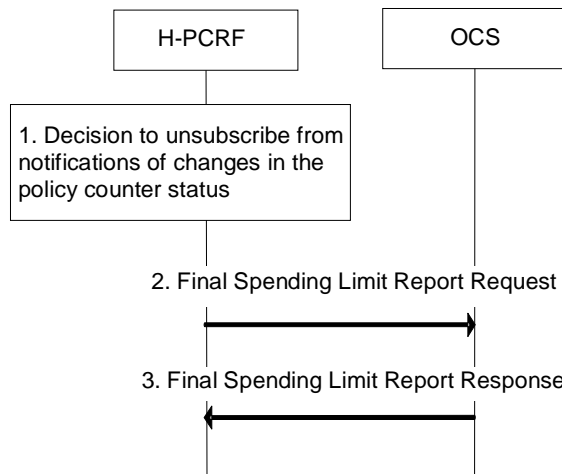 H-PCRF
OCS
1. Decision to unsubscribe from
notifications of changes in the
policy counter status
2. Final Spending Limit Report Request
3. Final Spending Limit Report Response